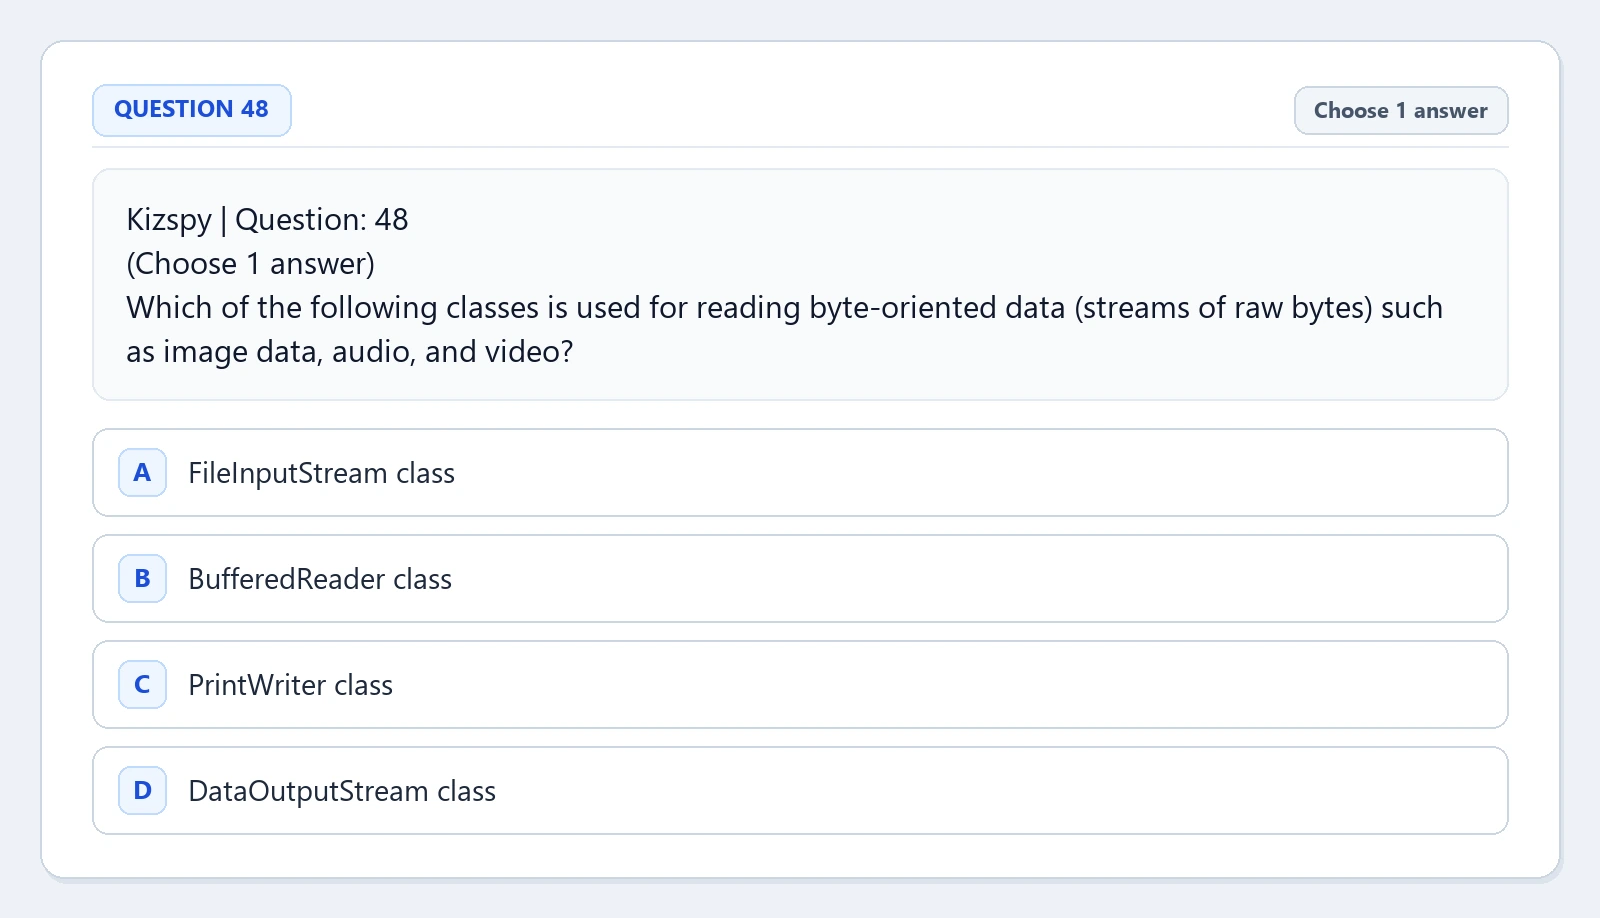 QUESTION 48
Choose 1 answer
Kizspy | Question: 48
(Choose 1 answer)
Which of the following classes is used for reading byte-oriented data (streams of raw bytes) such
as image data, audio, and video?
A FileInputStream class
B BufferedReader class
C PrintWriter class
D DataOutputStream class